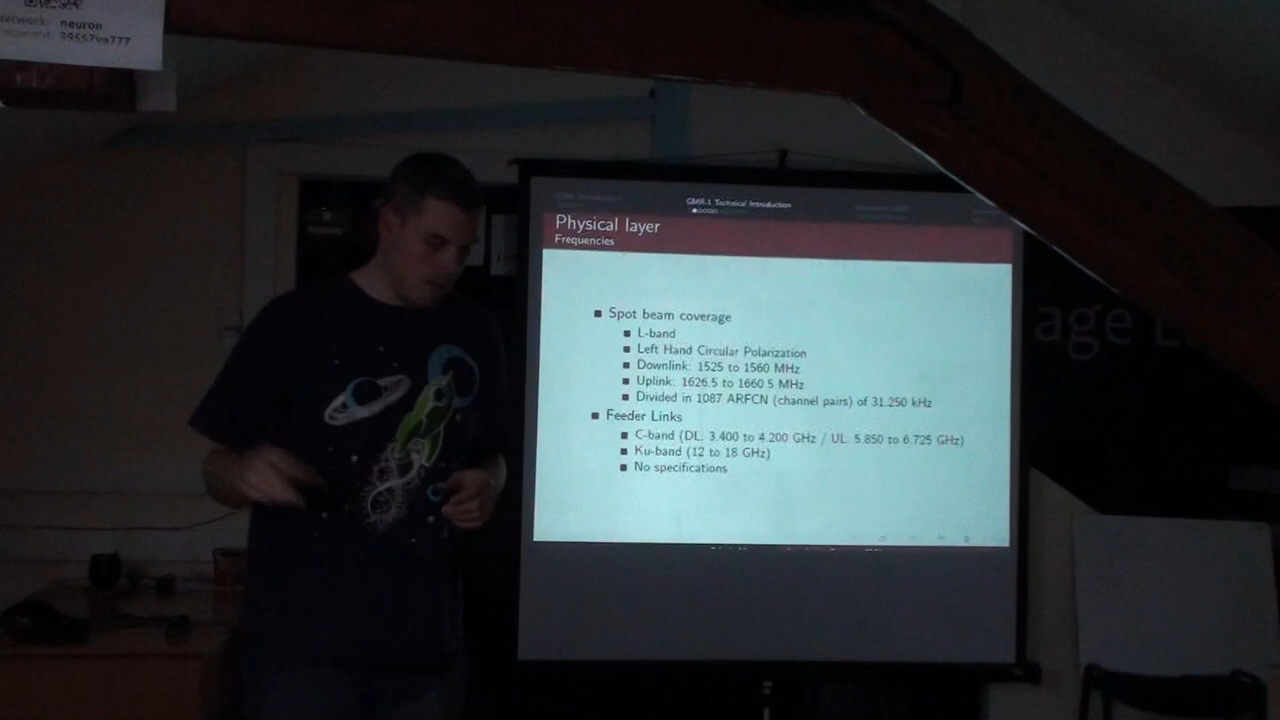 Network: neuron
GMR-1 Technical Introduction
Physical layer
Frequencies
Spot beam coverage
L-band
Left Hand Circular Polarization
Downlink: 1525 to 1560 MHz
Uplink: 1626.5 to 1660.5 MHz
Divided in 1087 ARFCN (channel pairs) of 31.250 kHz
Feeder Links
C-band (DL: 3.400 to 4.200 GHz / UL: 5.850 to 6.725 GHz)
Ku-band (12 to 18 GHz)
No specifications
age